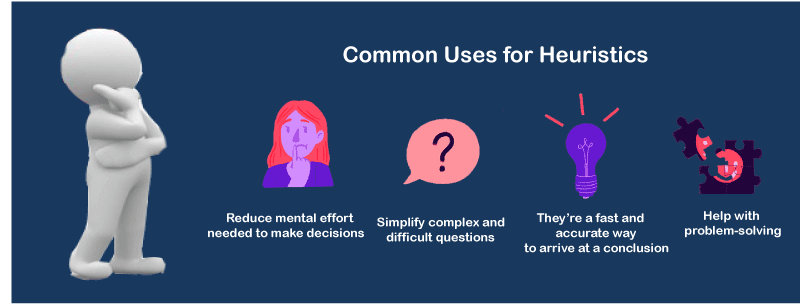 Common Uses for Heuristics
?
Reduce mental effort
needed to make decisions
Simplify complex and
difficult questions
They're a fast and
accurate way
to arrive at a conclusion
Help with
problem-solving